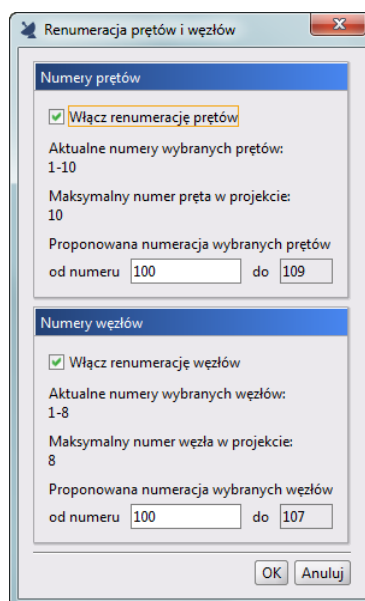 Renumeracja prętów i węzłów
Numery prętów
Włącz renumerację prętów
Aktualne numery wybranych prętów:
1-10
Maksymalny numer pręta w projekcie:
10
Proponowana numeracja wybranych prętów
od numeru 100 do 109
Numery węzłów
Włącz renumerację węzłów
Aktualne numery wybranych węzłów:
1-8
Maksymalny numer węzła w projekcie:
8
Proponowana numeracja wybranych węzłów
od numeru 100 do 107
OK Anuluj